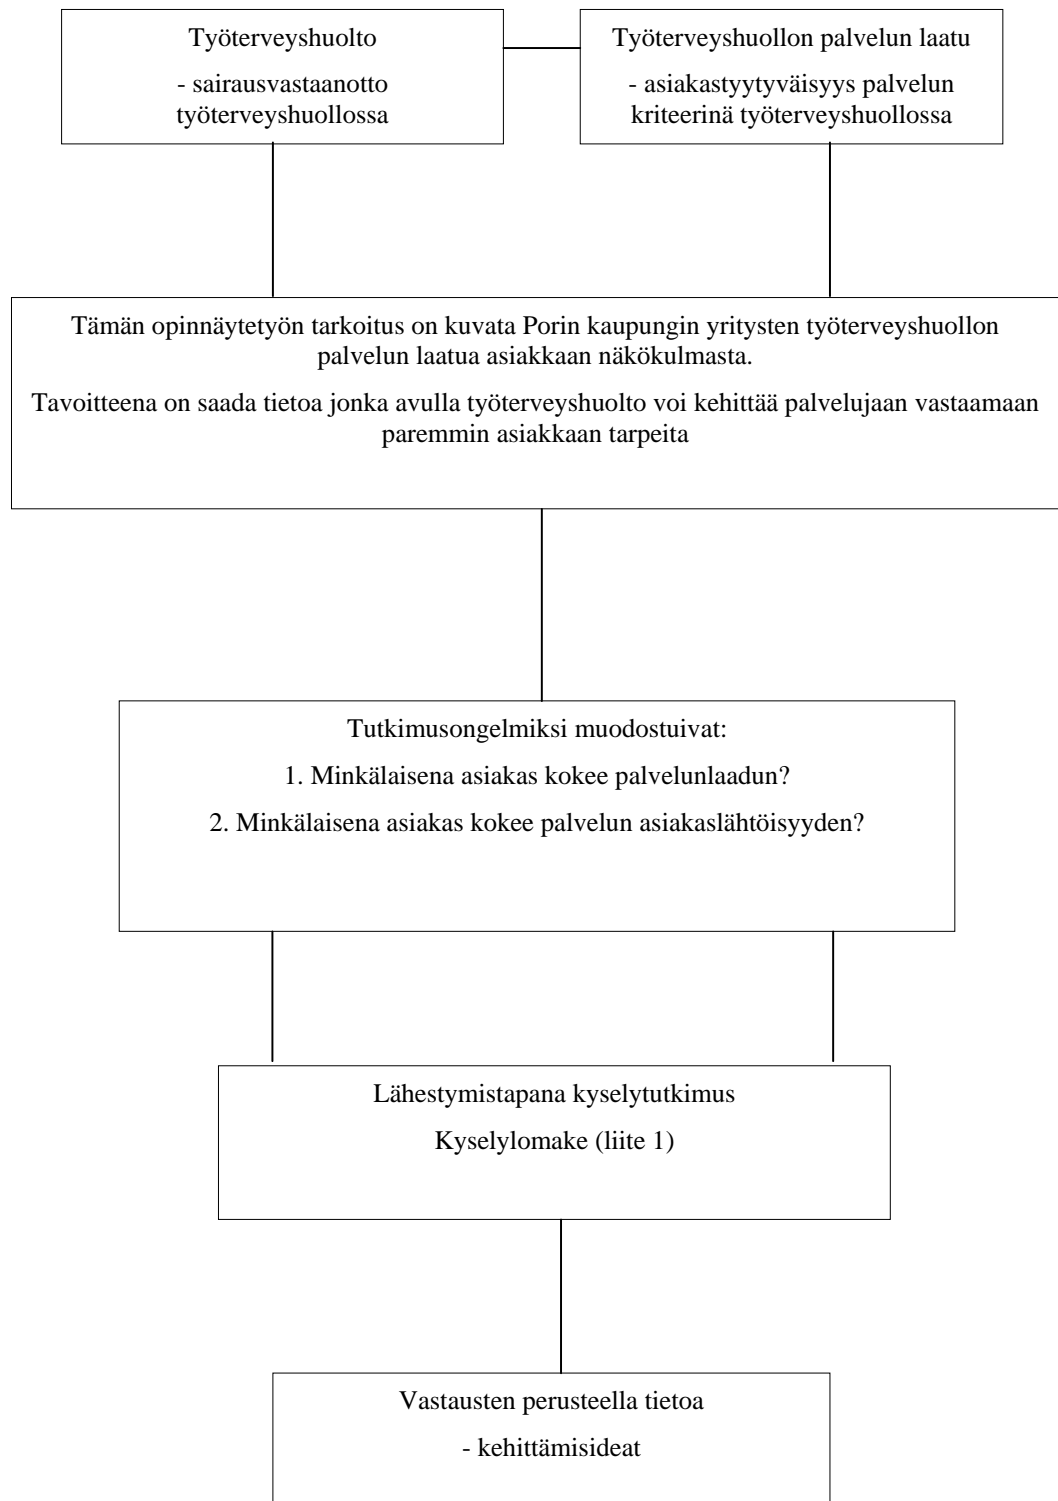 Työterveyshuolto
- sairausvastaanotto
työterveyshuollossa
Työterveyshuollon palvelun laatu
- asiakastyytyväisyys palvelun
kriteerinä työterveyshuollossa
Tämän opinnäytetyön tarkoitus on kuvata Porin kaupungin yritysten työterveyshuollon
palvelun laatua asiakkaan näkökulmasta.
Tavoitteena on saada tietoa jonka avulla työterveyshuolto voi kehittää palvelujaan vastaamaan
paremmin asiakkaan tarpeita
Tutkimusongelmiksi muodostuivat:
1. Minkälaisena asiakas kokee palvelunlaadun?
2. Minkälaisena asiakas kokee palvelun asiakaslähtöisyyden?
Lähestymistapana kyselytutkimus
Kyselylomake (liite 1)
Vastausten perusteella tietoa
- kehittämisideat